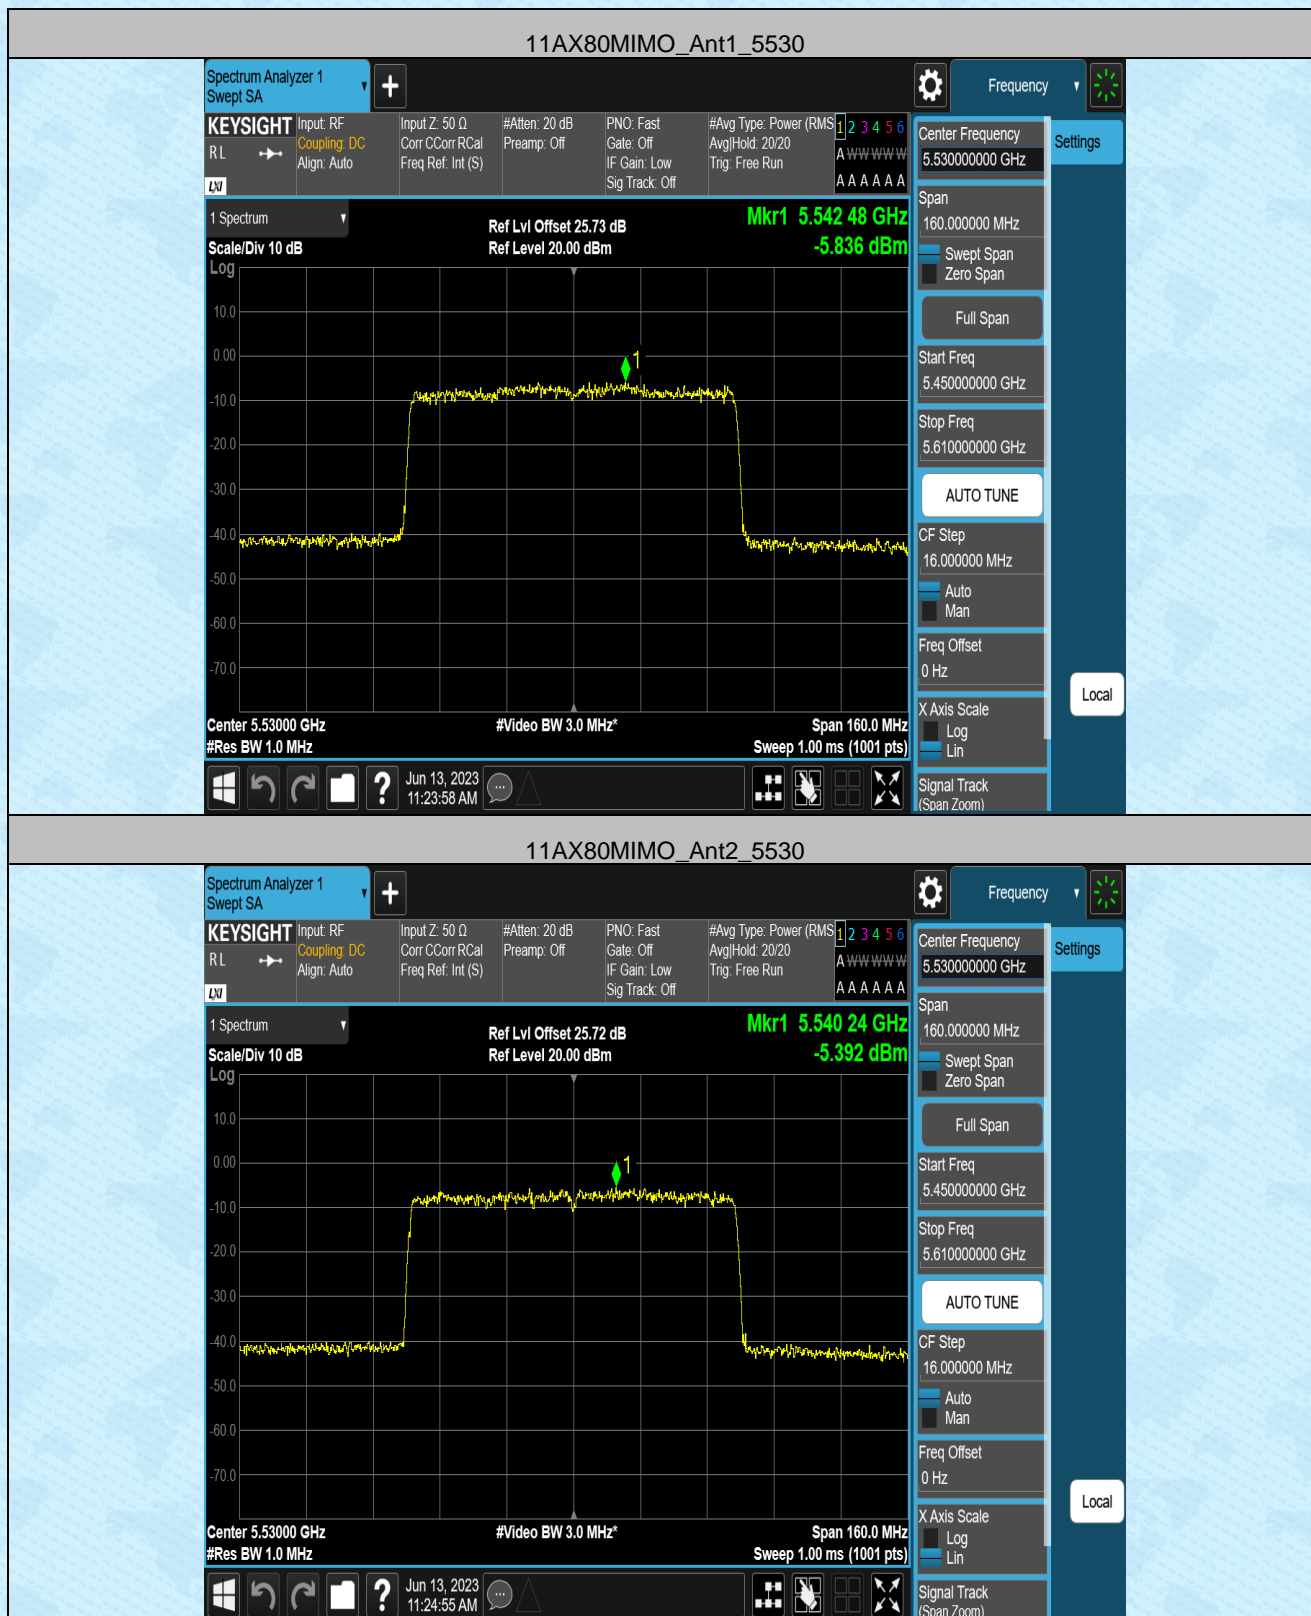 11AX80MIMO_Ant1_5530
Spectrum Analyzer 1
Swept SA
+
Frequency
KEYSIGHT
R L
LXI
Input: RF
Coupling: DC
Align: Auto
Input Z: 50 Ω
Corr CCorr RCal
Freq Ref: Int (S)
#Atten: 20 dB
Preamp: Off
PNO: Fast
Gate: Off
IF Gain: Low
Sig Track: Off
#Avg Type: Power (RMS
Avg|Hold: 20/20
Trig: Free Run
1 2 3 4 5 6
A W W W W W
A A A A A A
1 Spectrum
Scale/Div 10 dB
Ref Lvl Offset 25.73 dB
Ref Level 20.00 dBm
Mkr1 5.542 48 GHz
-5.836 dBm
Log
10.0
0.00
-10.0
-20.0
-30.0
-40.0
-50.0
-60.0
-70.0
1
Center 5.53000 GHz
#Res BW 1.0 MHz
#Video BW 3.0 MHz*
Span 160.0 MHz
Sweep 1.00 ms (1001 pts)
?
Jun 13, 2023
11:23:58 AM
Center Frequency
5.530000000 GHz
Settings
Span
160.000000 MHz
Swept Span
Zero Span
Full Span
Start Freq
5.450000000 GHz
Stop Freq
5.610000000 GHz
AUTO TUNE
CF Step
16.000000 MHz
Auto
Man
Freq Offset
0 Hz
X Axis Scale
Log
Lin
Signal Track
(Span Zoom)
Local
11AX80MIMO_Ant2_5530
Spectrum Analyzer 1
Swept SA
+
Frequency
KEYSIGHT
R L
LXI
Input: RF
Coupling: DC
Align: Auto
Input Z: 50 Ω
Corr CCorr RCal
Freq Ref: Int (S)
#Atten: 20 dB
Preamp: Off
PNO: Fast
Gate: Off
IF Gain: Low
Sig Track: Off
#Avg Type: Power (RMS
Avg|Hold: 20/20
Trig: Free Run
1 2 3 4 5 6
A W W W W W
A A A A A A
1 Spectrum
Scale/Div 10 dB
Ref Lvl Offset 25.72 dB
Ref Level 20.00 dBm
Mkr1 5.540 24 GHz
-5.392 dBm
Log
10.0
0.00
-10.0
-20.0
-30.0
-40.0
-50.0
-60.0
-70.0
1
Center 5.53000 GHz
#Res BW 1.0 MHz
#Video BW 3.0 MHz*
Span 160.0 MHz
Sweep 1.00 ms (1001 pts)
?
Jun 13, 2023
11:24:55 AM
Center Frequency
5.530000000 GHz
Settings
Span
160.000000 MHz
Swept Span
Zero Span
Full Span
Start Freq
5.450000000 GHz
Stop Freq
5.610000000 GHz
AUTO TUNE
CF Step
16.000000 MHz
Auto
Man
Freq Offset
0 Hz
X Axis Scale
Log
Lin
Signal Track
(Span Zoom)
Local